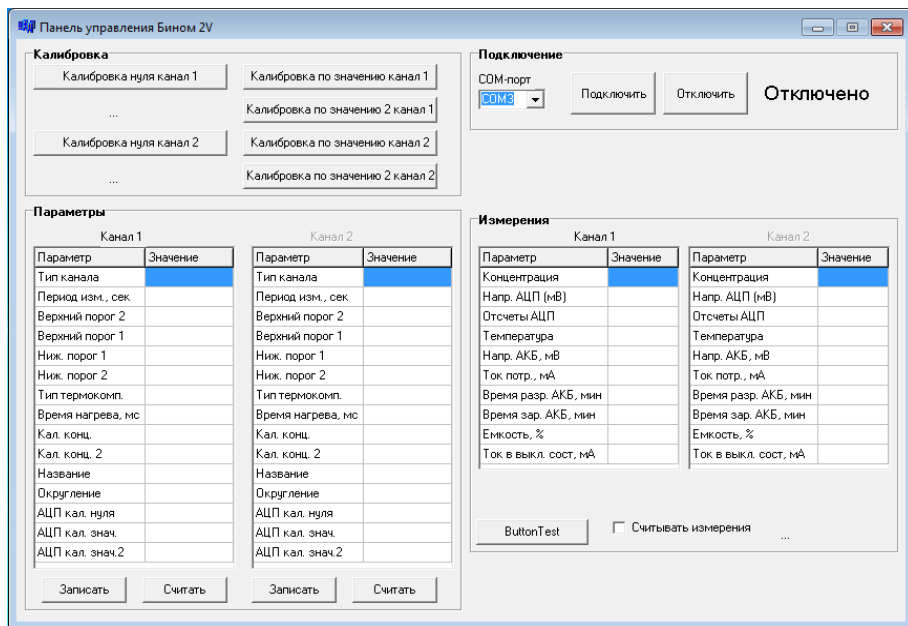 Панель управления Бином 2V
Калибровка
Калибровка нуля канал 1
Калибровка по значению канал 1
...
Калибровка по значению 2 канал 1
Калибровка нуля канал 2
Калибровка по значению канал 2
...
Калибровка по значению 2 канал 2
Подключение
COM-порт
COM3
Подключить
Отключить
Отключено
Параметры
Канал 1
Параметр Значение
Тип канала
Период изм., сек
Верхний порог 2
Верхний порог 1
Ниж. порог 1
Ниж. порог 2
Тип термокомп.
Время нагрева, мс
Кал. конц.
Кал. конц. 2
Название
Округление
АЦП кал. нуля
АЦП кал. знач.
АЦП кал. знач.2
Записать Считать
Канал 2
Параметр Значение
Тип канала
Период изм., сек
Верхний порог 2
Верхний порог 1
Ниж. порог 1
Ниж. порог 2
Тип термокомп.
Время нагрева, мс
Кал. конц.
Кал. конц. 2
Название
Округление
АЦП кал. нуля
АЦП кал. знач.
АЦП кал. знач.2
Записать Считать
Измерения
Канал 1
Параметр Значение
Концентрация
Напр. АЦП (мВ)
Отсчеты АЦП
Температура
Напр. АКБ, мВ
Ток потр., мА
Время разр. АКБ, мин
Время зар. АКБ, мин
Емкость, %
Ток в выкл. сост, мА
Канал 2
Параметр Значение
Концентрация
Напр. АЦП (мВ)
Отсчеты АЦП
Температура
Напр. АКБ, мВ
Ток потр., мА
Время разр. АКБ, мин
Время зар. АКБ, мин
Емкость, %
Ток в выкл. сост, мА
ButtonTest
Считывать измерения
...